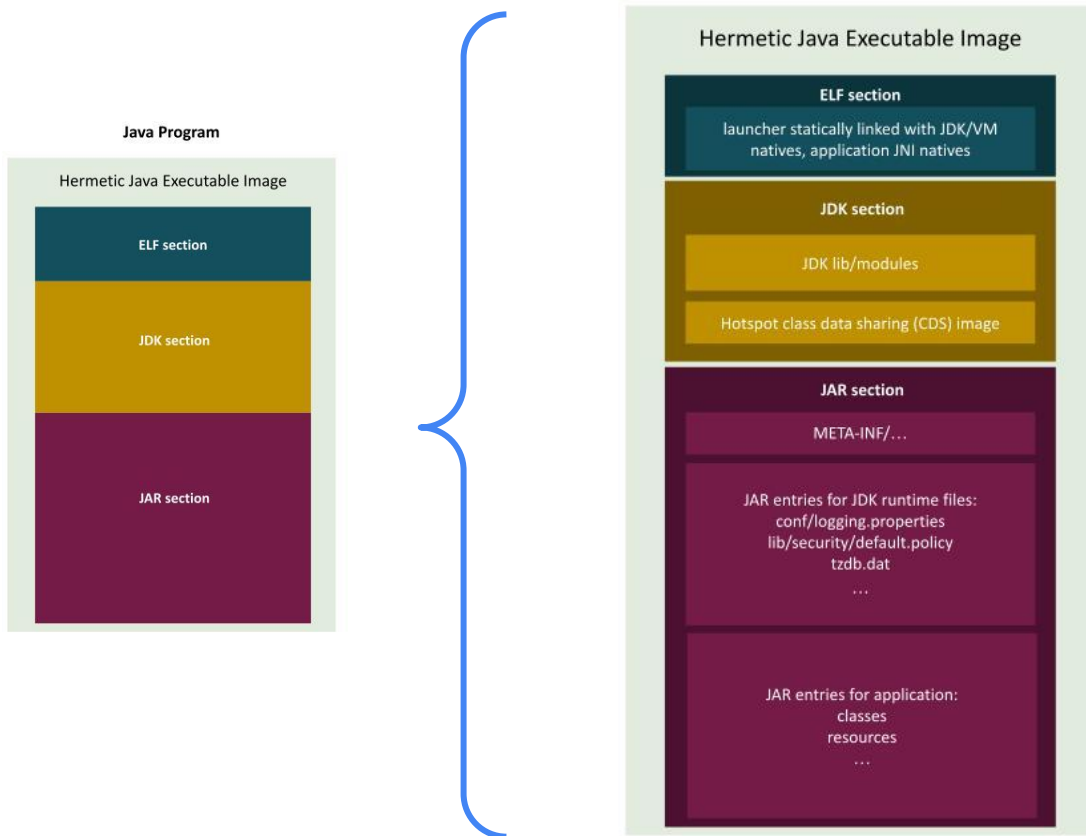 Java Program
Hermetic Java Executable Image
ELF section
JDK section
JAR section
Hermetic Java Executable Image
ELF section
launcher statically linked with JDK/VM
natives, application JNI natives
JDK section
JDK lib/modules
Hotspot class data sharing (CDS) image
JAR section
META-INF/…
JAR entries for JDK runtime files:
conf/logging.properties
lib/security/default.policy
tzdb.dat
…
JAR entries for application:
classes
resources
…